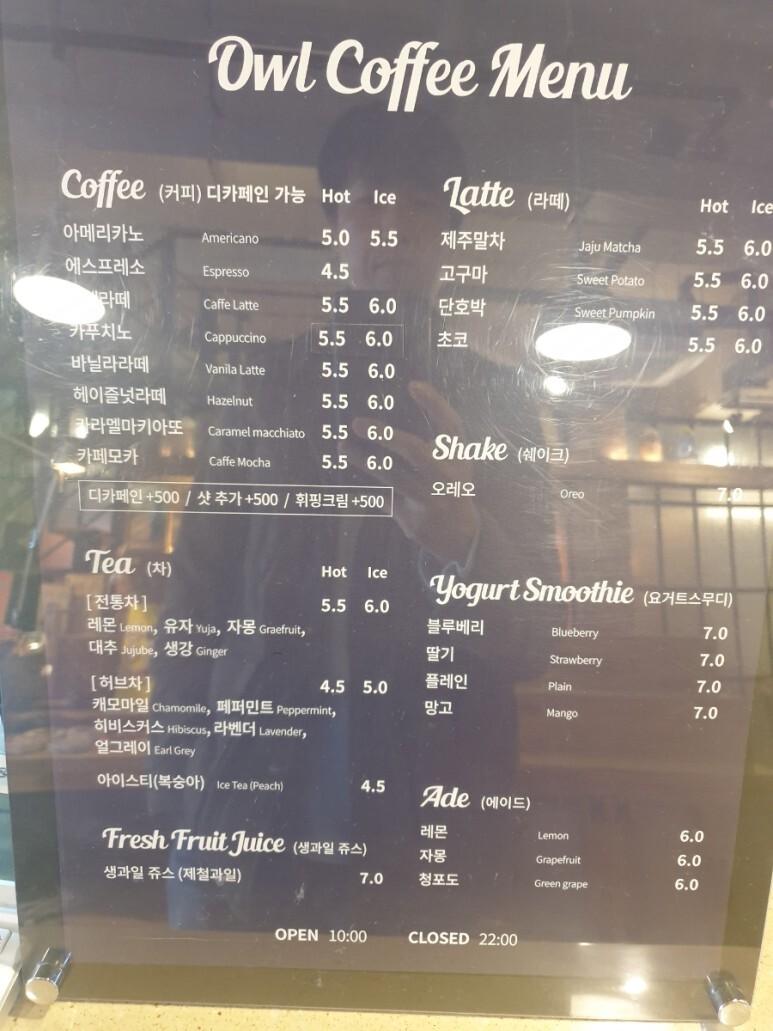 Owl Coffee Menu
Coffee (커피) 디카페인 가능 Hot Ice
아메리카노 Americano 5.0 5.5
에스프레소 Espresso 4.5
라떼 Caffe Latte 5.5 6.0
카푸치노 Cappuccino 5.5 6.0
바닐라라떼 Vanila Latte 5.5 6.0
헤이즐넛라떼 Hazelnut 5.5 6.0
카라멜마키아또 Caramel macchiato 5.5 6.0
카페모카 Caffe Mocha 5.5 6.0
디카페인 +500 / 샷 추가 +500 / 휘핑크림 +500
Tea (차) Hot Ice
[ 전통차 ] 5.5 6.0
레몬 Lemon, 유자 Yuja, 자몽 Graefruit,
대추 Jujube, 생강 Ginger
[ 허브차 ] 4.5 5.0
캐모마일 Chamomile, 페퍼민트 Peppermint,
히비스커스 Hibiscus, 라벤더 Lavender,
얼그레이 Earl Grey
아이스티(복숭아) Ice Tea (Peach) 4.5
Fresh Fruit Juice (생과일 쥬스)
생과일 쥬스 (제철과일) 7.0
Latte (라떼) Hot Ice
제주말차 Jaju Matcha 5.5 6.0
고구마 Sweet Potato 5.5 6.0
단호박 Sweet Pumpkin 5.5 6.0
초코 5.5 6.0
Shake (쉐이크)
오레오 Oreo 7.0
Yogurt Smoothie (요거트스무디)
블루베리 Blueberry 7.0
딸기 Strawberry 7.0
플레인 Plain 7.0
망고 Mango 7.0
Ade (에이드)
레몬 Lemon 6.0
자몽 Grapefruit 6.0
청포도 Green grape 6.0
OPEN 10:00 CLOSED 22:00